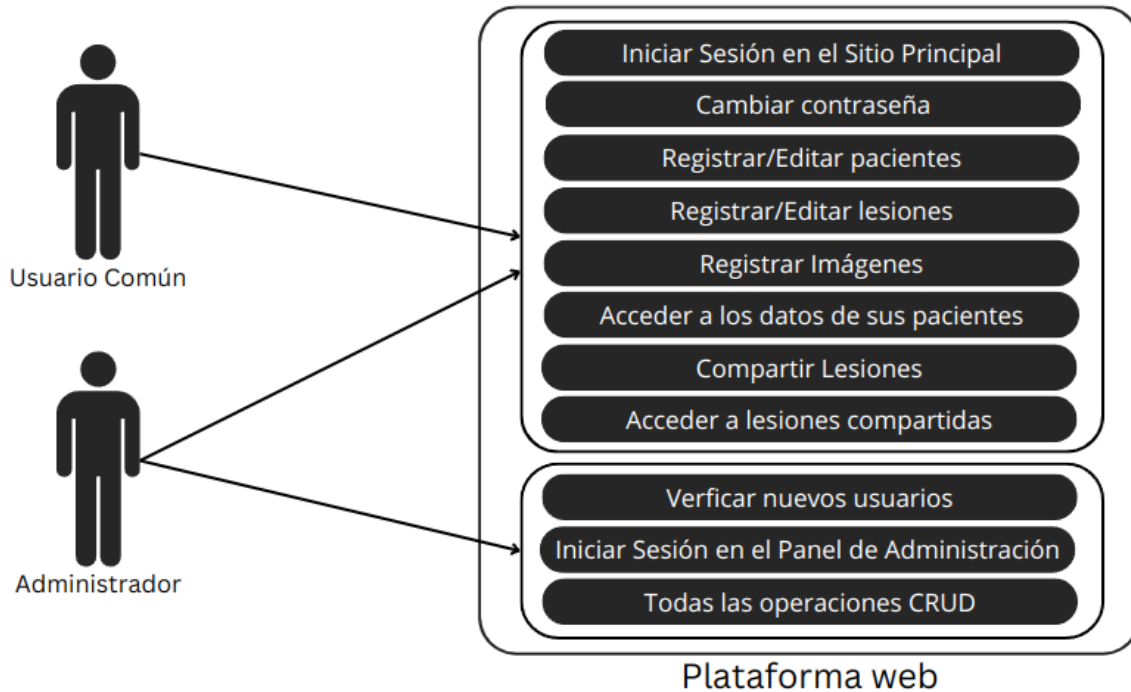 Iniciar Sesión en el Sitio Principal
Cambiar contraseña
Registrar/Editar pacientes
Registrar/Editar lesiones
Registrar Imágenes
Acceder a los datos de sus pacientes
Compartir Lesiones
Acceder a lesiones compartidas
Usuario Común
Verficar nuevos usuarios
Iniciar Sesión en el Panel de Administración
Todas las operaciones CRUD
Administrador
Plataforma web